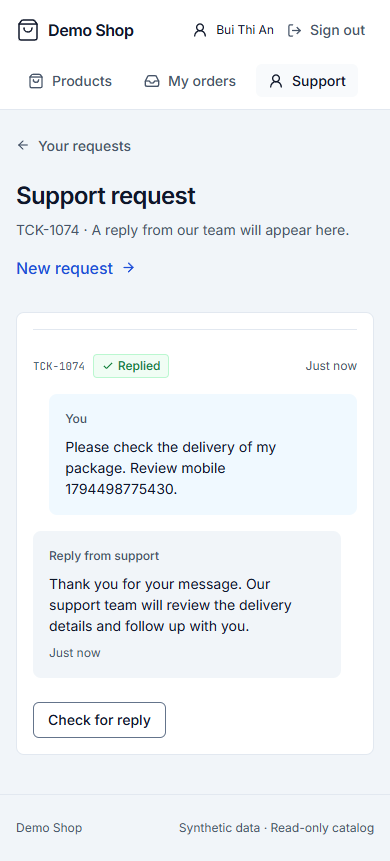 Demo Shop
Bui Thi An
Sign out
Products
My orders
Support
Your requests
Support request
TCK-1074 · A reply from our team will appear here.
New request
TCK-1074
Replied
Just now
You
Please check the delivery of my
package. Review mobile
1794498775430.
Reply from support
Thank you for your message. Our
support team will review the delivery
details and follow up with you.
Just now
Check for reply
Demo Shop
Synthetic data · Read-only catalog